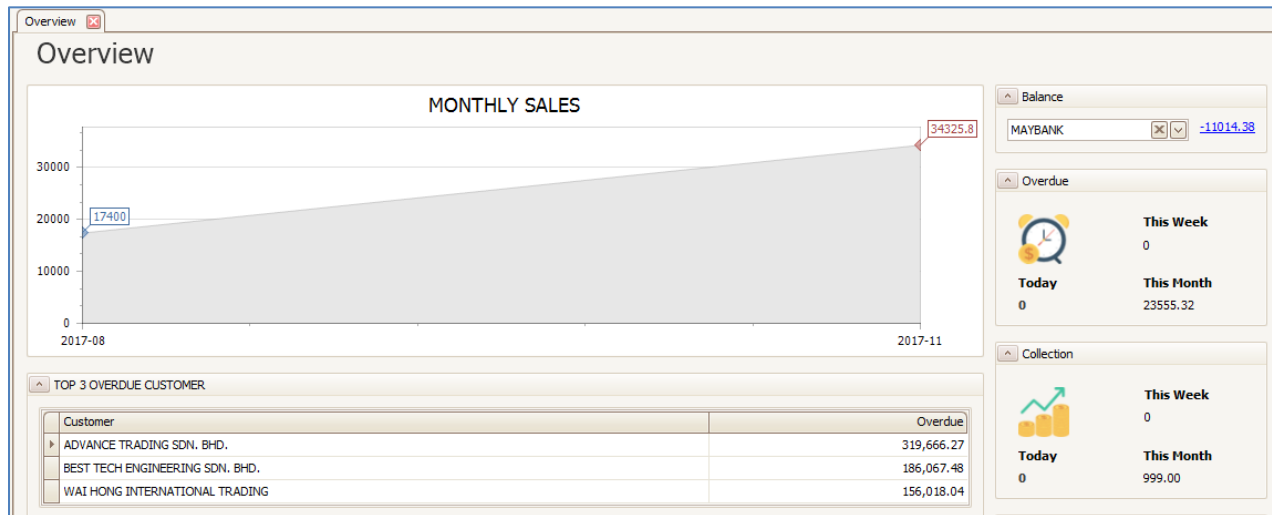 Overview
Overview
MONTHLY SALES
34325.8
30000
20000
17400
10000
0
2017-08 2017-11
TOP 3 OVERDUE CUSTOMER
Customer Overdue
ADVANCE TRADING SDN. BHD. 319,666.27
BEST TECH ENGINEERING SDN. BHD. 186,067.48
WAI HONG INTERNATIONAL TRADING 156,018.04
Balance
MAYBANK -11014.38
Overdue
This Week
0
Today This Month
0 23555.32
Collection
This Week
0
Today This Month
0 999.00